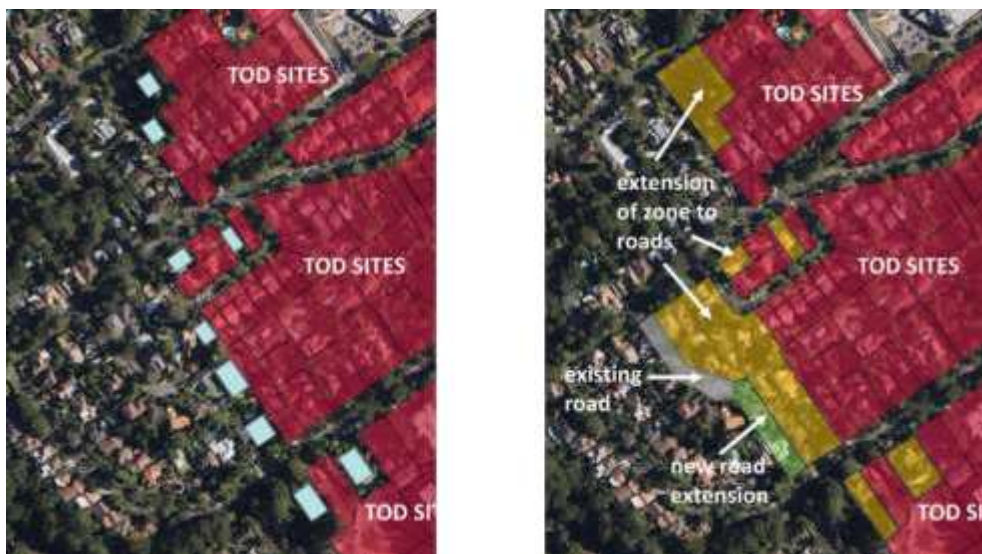 TOD SITES
TOD SITES
TOD SI
TOD SITES
extension
of zone to
roads
TOD SITES
existing
road
new road
extension
TOD SI